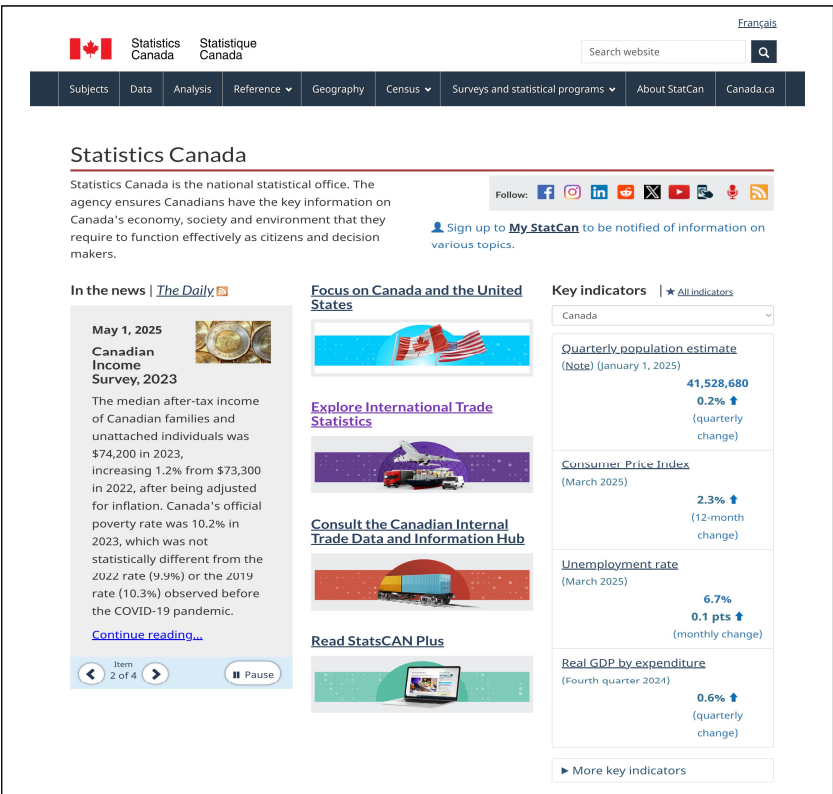 Français
Statistics Statistique
Canada Canada
Search website
Subjects Data Analysis Reference Geography Census Surveys and statistical programs About StatCan Canada.ca
Statistics Canada
Statistics Canada is the national statistical office. The
agency ensures Canadians have the key information on
Canada's economy, society and environment that they
require to function effectively as citizens and decision
makers.
Follow:
Sign up to My StatCan to be notified of information on
various topics.
In the news | The Daily
May 1, 2025
Canadian
Income
Survey, 2023
The median after-tax income
of Canadian families and
unattached individuals was
$74,200 in 2023,
increasing 1.2% from $73,300
in 2022, after being adjusted
for inflation. Canada's official
poverty rate was 10.2% in
2023, which was not
statistically different from the
2022 rate (9.9%) or the 2019
rate (10.3%) observed before
the COVID-19 pandemic.
Continue reading...
Item
2 of 4
Pause
Focus on Canada and the United
States
Explore International Trade
Statistics
Consult the Canadian Internal
Trade Data and Information Hub
Read StatsCAN Plus
Key indicators | ★ All indicators
Canada
Quarterly population estimate
(Note) (January 1, 2025)
41,528,680
0.2% ⬆
(quarterly
change)
Consumer Price Index
(March 2025)
2.3% ⬆
(12-month
change)
Unemployment rate
(March 2025)
6.7%
0.1 pts ⬆
(monthly change)
Real GDP by expenditure
(Fourth quarter 2024)
0.6% ⬆
(quarterly
change)
► More key indicators